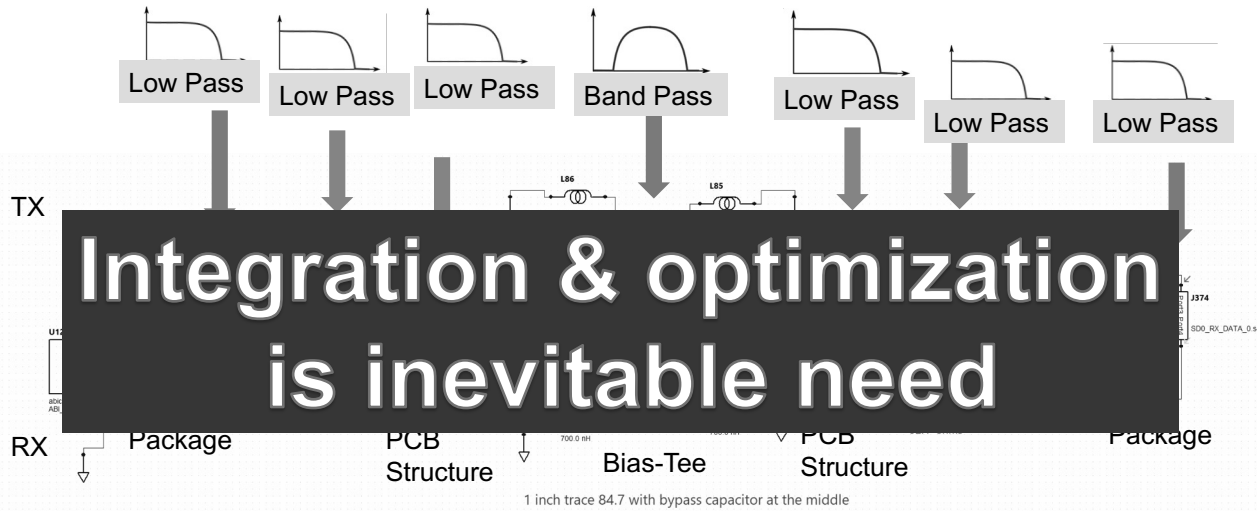 Low Pass
Low Pass
Low Pass
Band Pass
Low Pass
Low Pass
Low Pass
L86
L85
TX
Integration & optimization
is inevitable need
J374
SD0_RX_DATA_0.s
RX
Package
PCB
Structure
700.0 nH
Bias-Tee
PCB
Structure
Package
1 inch trace 84.7 with bypass capacitor at the middle